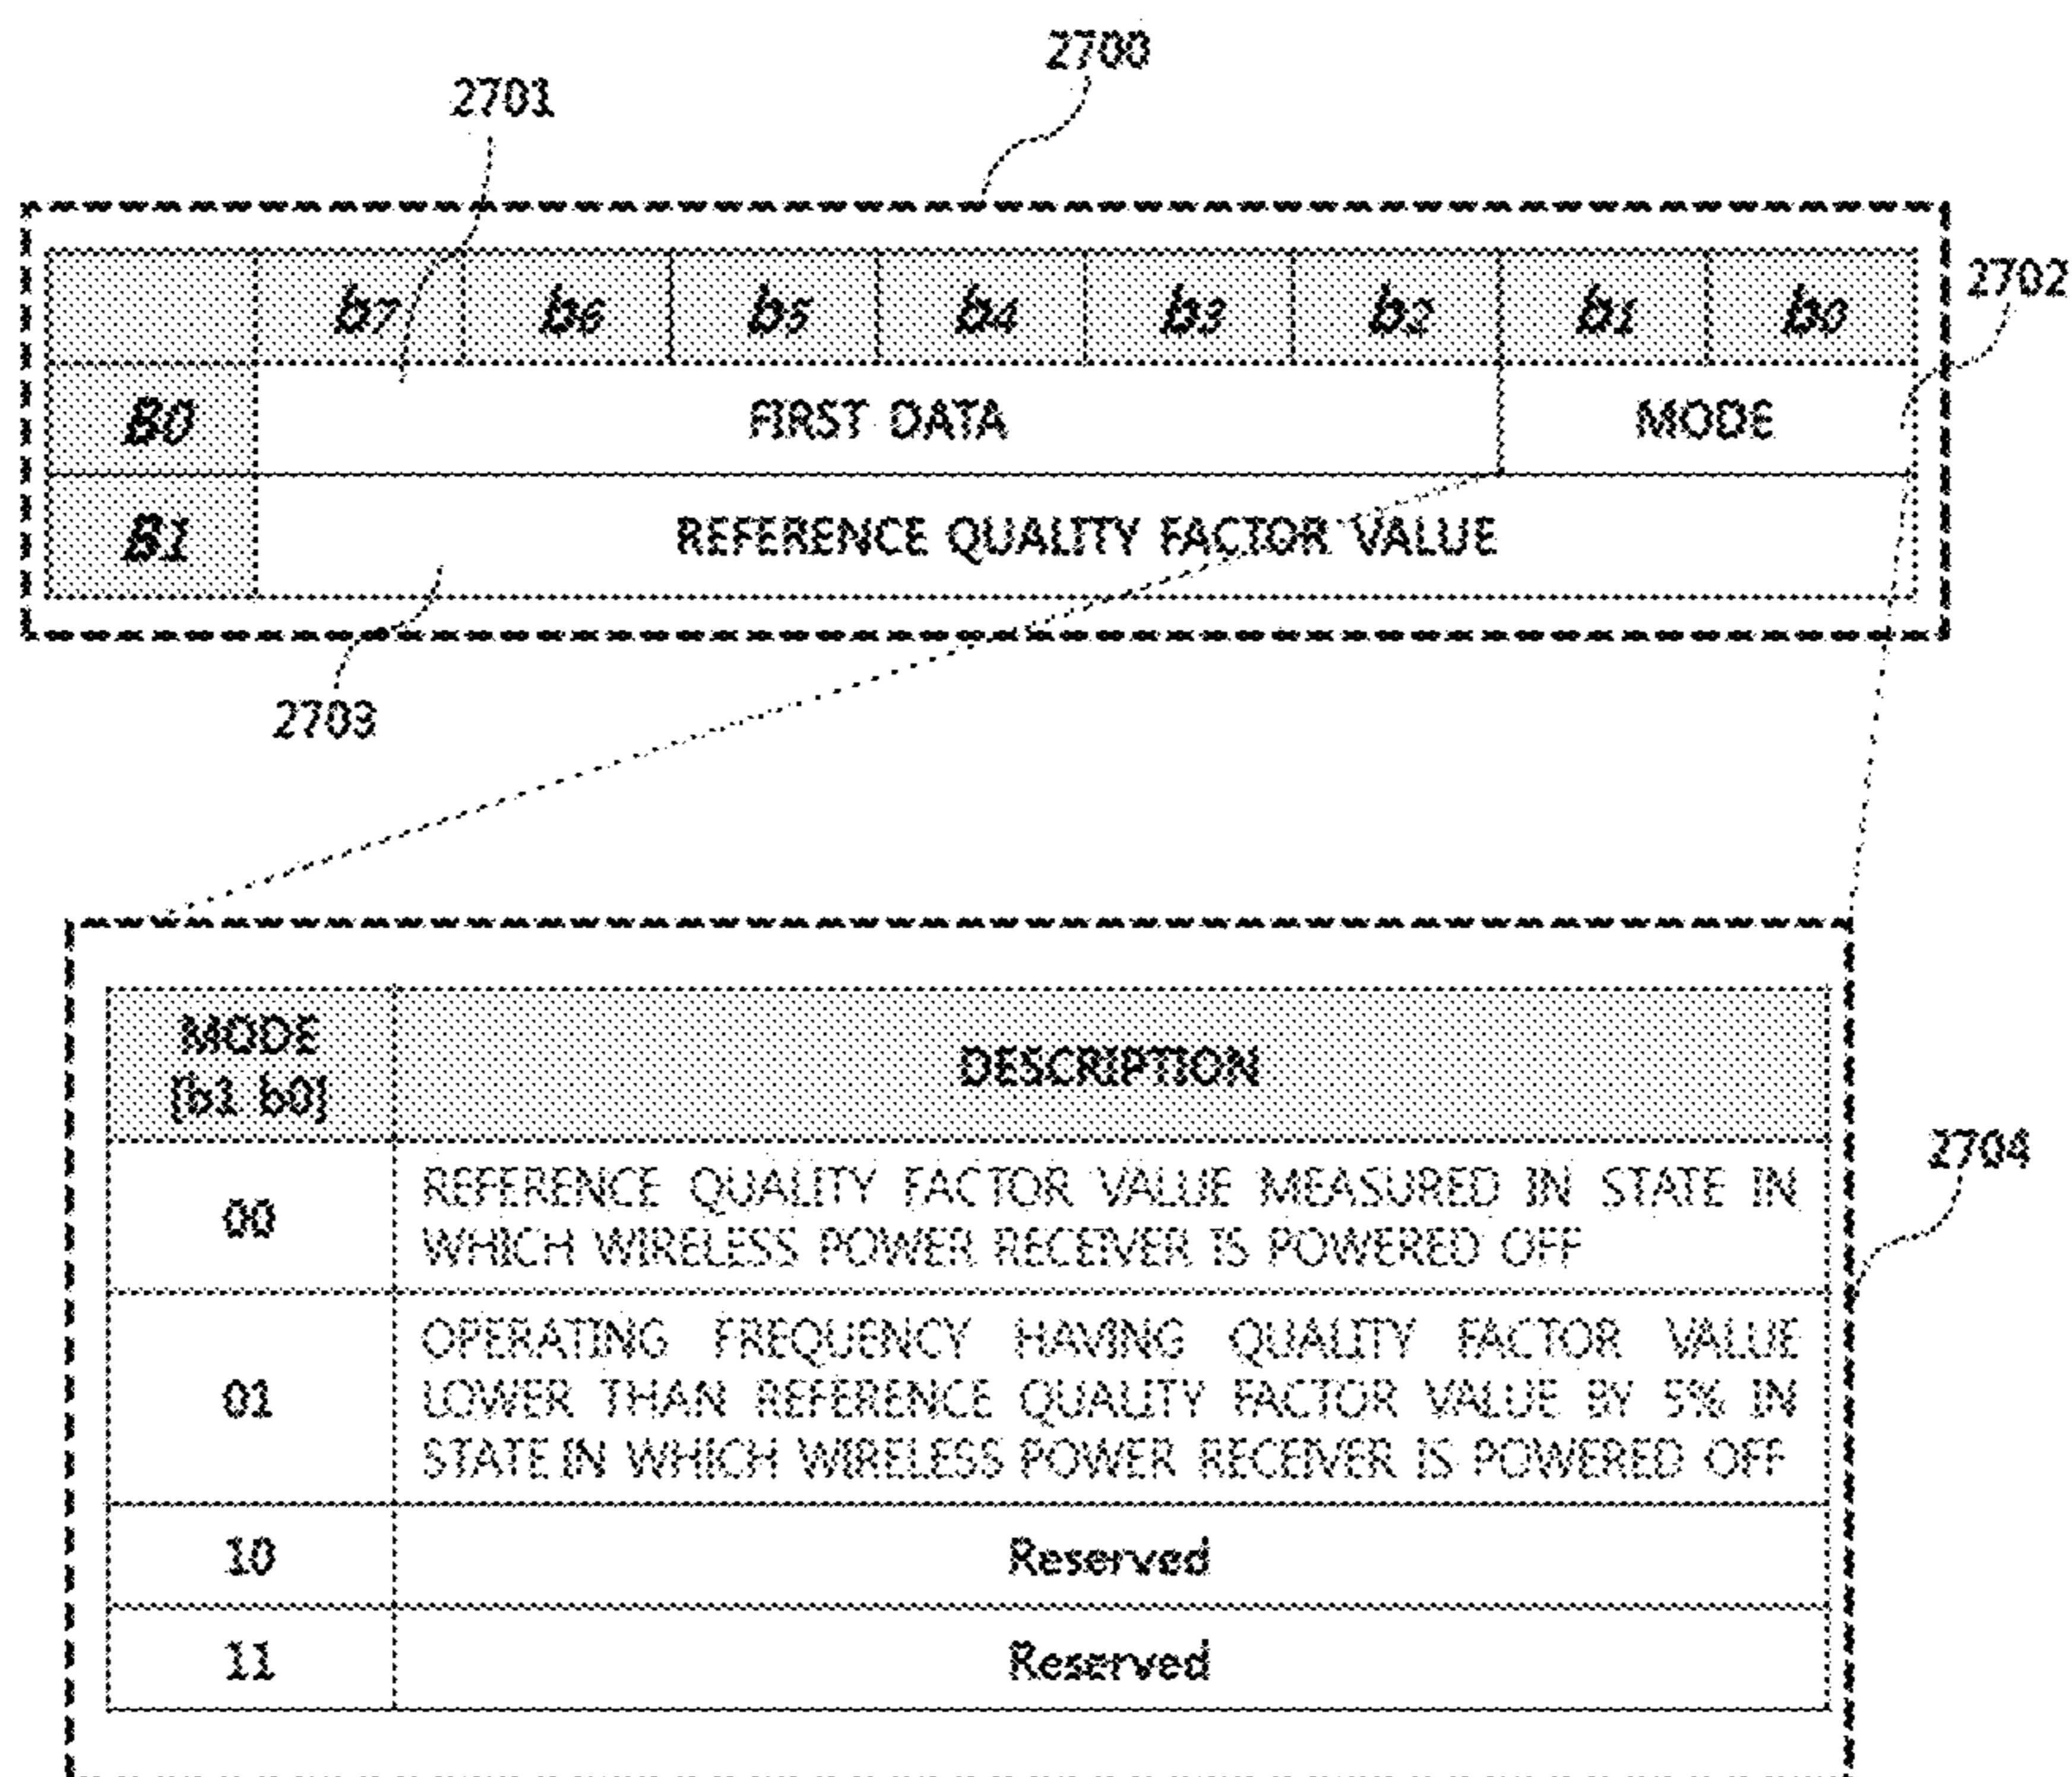 2700
2701
2702
b7 b6 b5 b4 b3 b2 b1 b0
B0 FIRST DATA MODE
B1 REFERENCE QUALITY FACTOR VALUE
2703
MODE
[b1 b0]
DESCRIPTION
2704
00
REFERENCE QUALITY FACTOR VALUE MEASURED IN STATE IN
WHICH WIRELESS POWER RECEIVER IS POWERED OFF
01
OPERATING FREQUENCY HAVING QUALITY FACTOR VALUE
LOWER THAN REFERENCE QUALITY FACTOR VALUE BY 5% IN
STATE IN WHICH WIRELESS POWER RECEIVER IS POWERED OFF
10 Reserved
11 Reserved